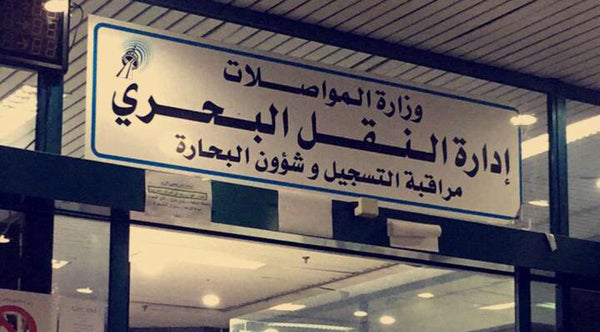 وزارة المواصلات
إدارة النقل البحري
مراقبة التسجيل و شؤون البحارة